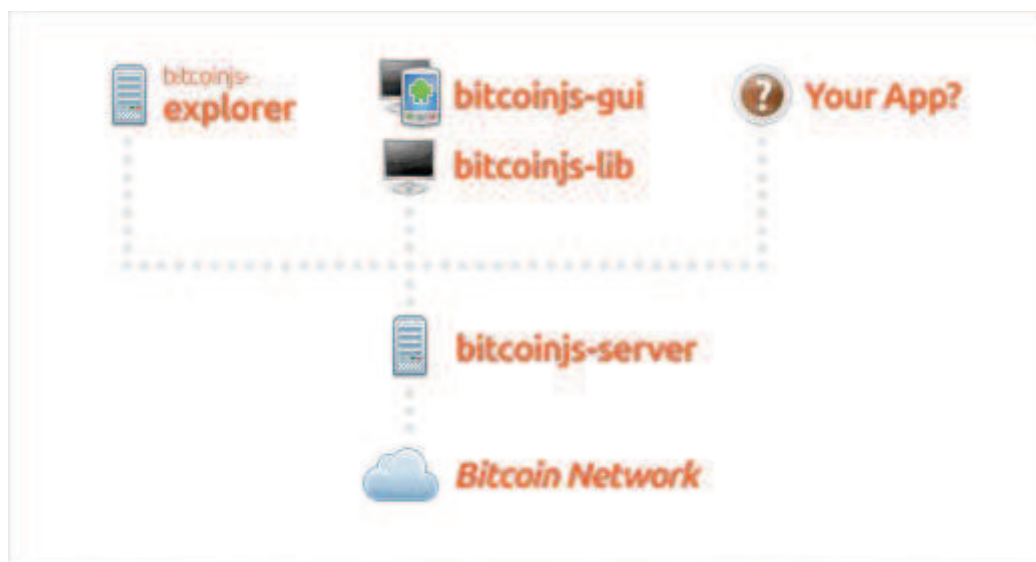 bitcoinjs-
explorer
bitcoinjs-gui
? Your App?
bitcoinjs-lib
bitcoinjs-server
Bitcoin Network